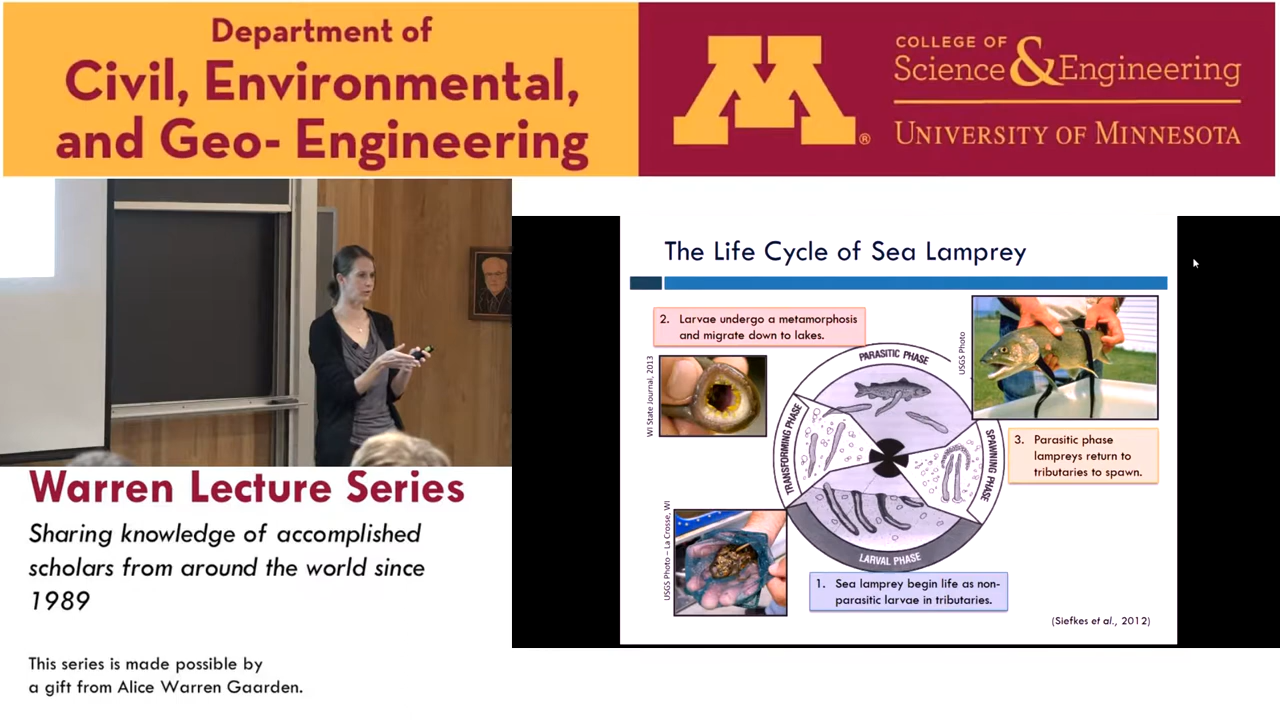 Department of
Civil, Environmental,
and Geo- Engineering
M®
COLLEGE OF
Science & Engineering
UNIVERSITY OF MINNESOTA
Warren Lecture Series
Sharing knowledge of accomplished
scholars from around the world since
1989
This series is made possible by
a gift from Alice Warren Gaarden.
The Life Cycle of Sea Lamprey
2. Larvae undergo a metamorphosis
and migrate down to lakes.
WI State Journal, 2013
PARASITIC PHASE
USGS Photo
TRANSFORMING PHASE
SPAWNING PHASE
3. Parasitic phase
lampreys return to
tributaries to spawn.
USGS Photo – La Crosse, WI
LARVAL PHASE
1. Sea lamprey begin life as non-
parasitic larvae in tributaries.
(Siefkes et al., 2012)